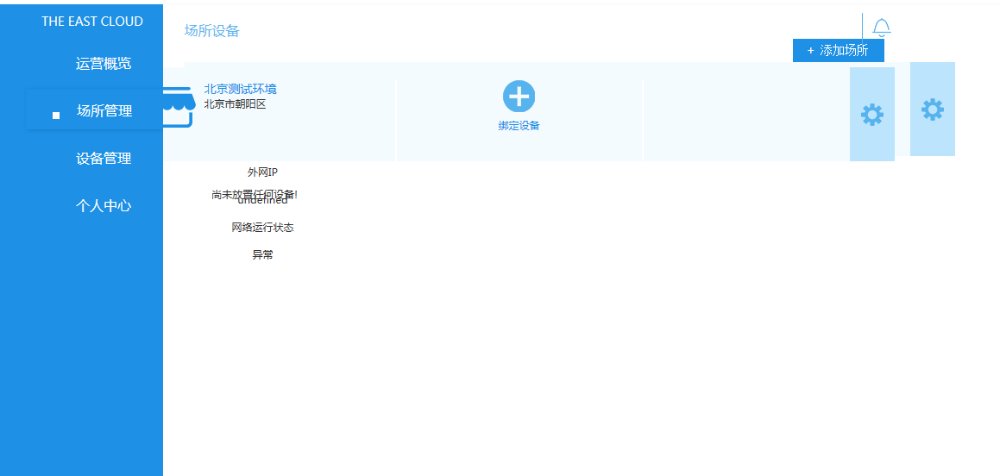 THE EAST CLOUD
运营概览
场所管理
设备管理
个人中心
场所设备
+ 添加场所
北京测试环境
北京市朝阳区
绑定设备
外网IP
尚未放置任何设备!
undefined
网络运行状态
异常